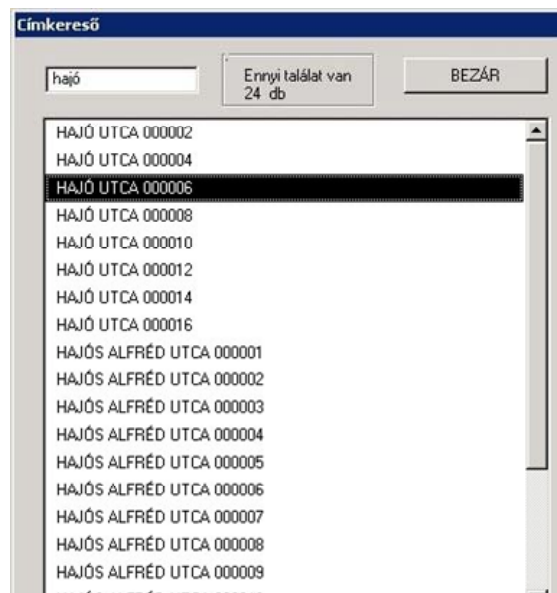 Címkereső
hajó
Ennyi találat van
24 db
BEZÁR
HAJÓ UTCA 000002
HAJÓ UTCA 000004
HAJÓ UTCA 000006
HAJÓ UTCA 000008
HAJÓ UTCA 000010
HAJÓ UTCA 000012
HAJÓ UTCA 000014
HAJÓ UTCA 000016
HAJÓS ALFRÉD UTCA 000001
HAJÓS ALFRÉD UTCA 000002
HAJÓS ALFRÉD UTCA 000003
HAJÓS ALFRÉD UTCA 000004
HAJÓS ALFRÉD UTCA 000005
HAJÓS ALFRÉD UTCA 000006
HAJÓS ALFRÉD UTCA 000007
HAJÓS ALFRÉD UTCA 000008
HAJÓS ALFRÉD UTCA 000009